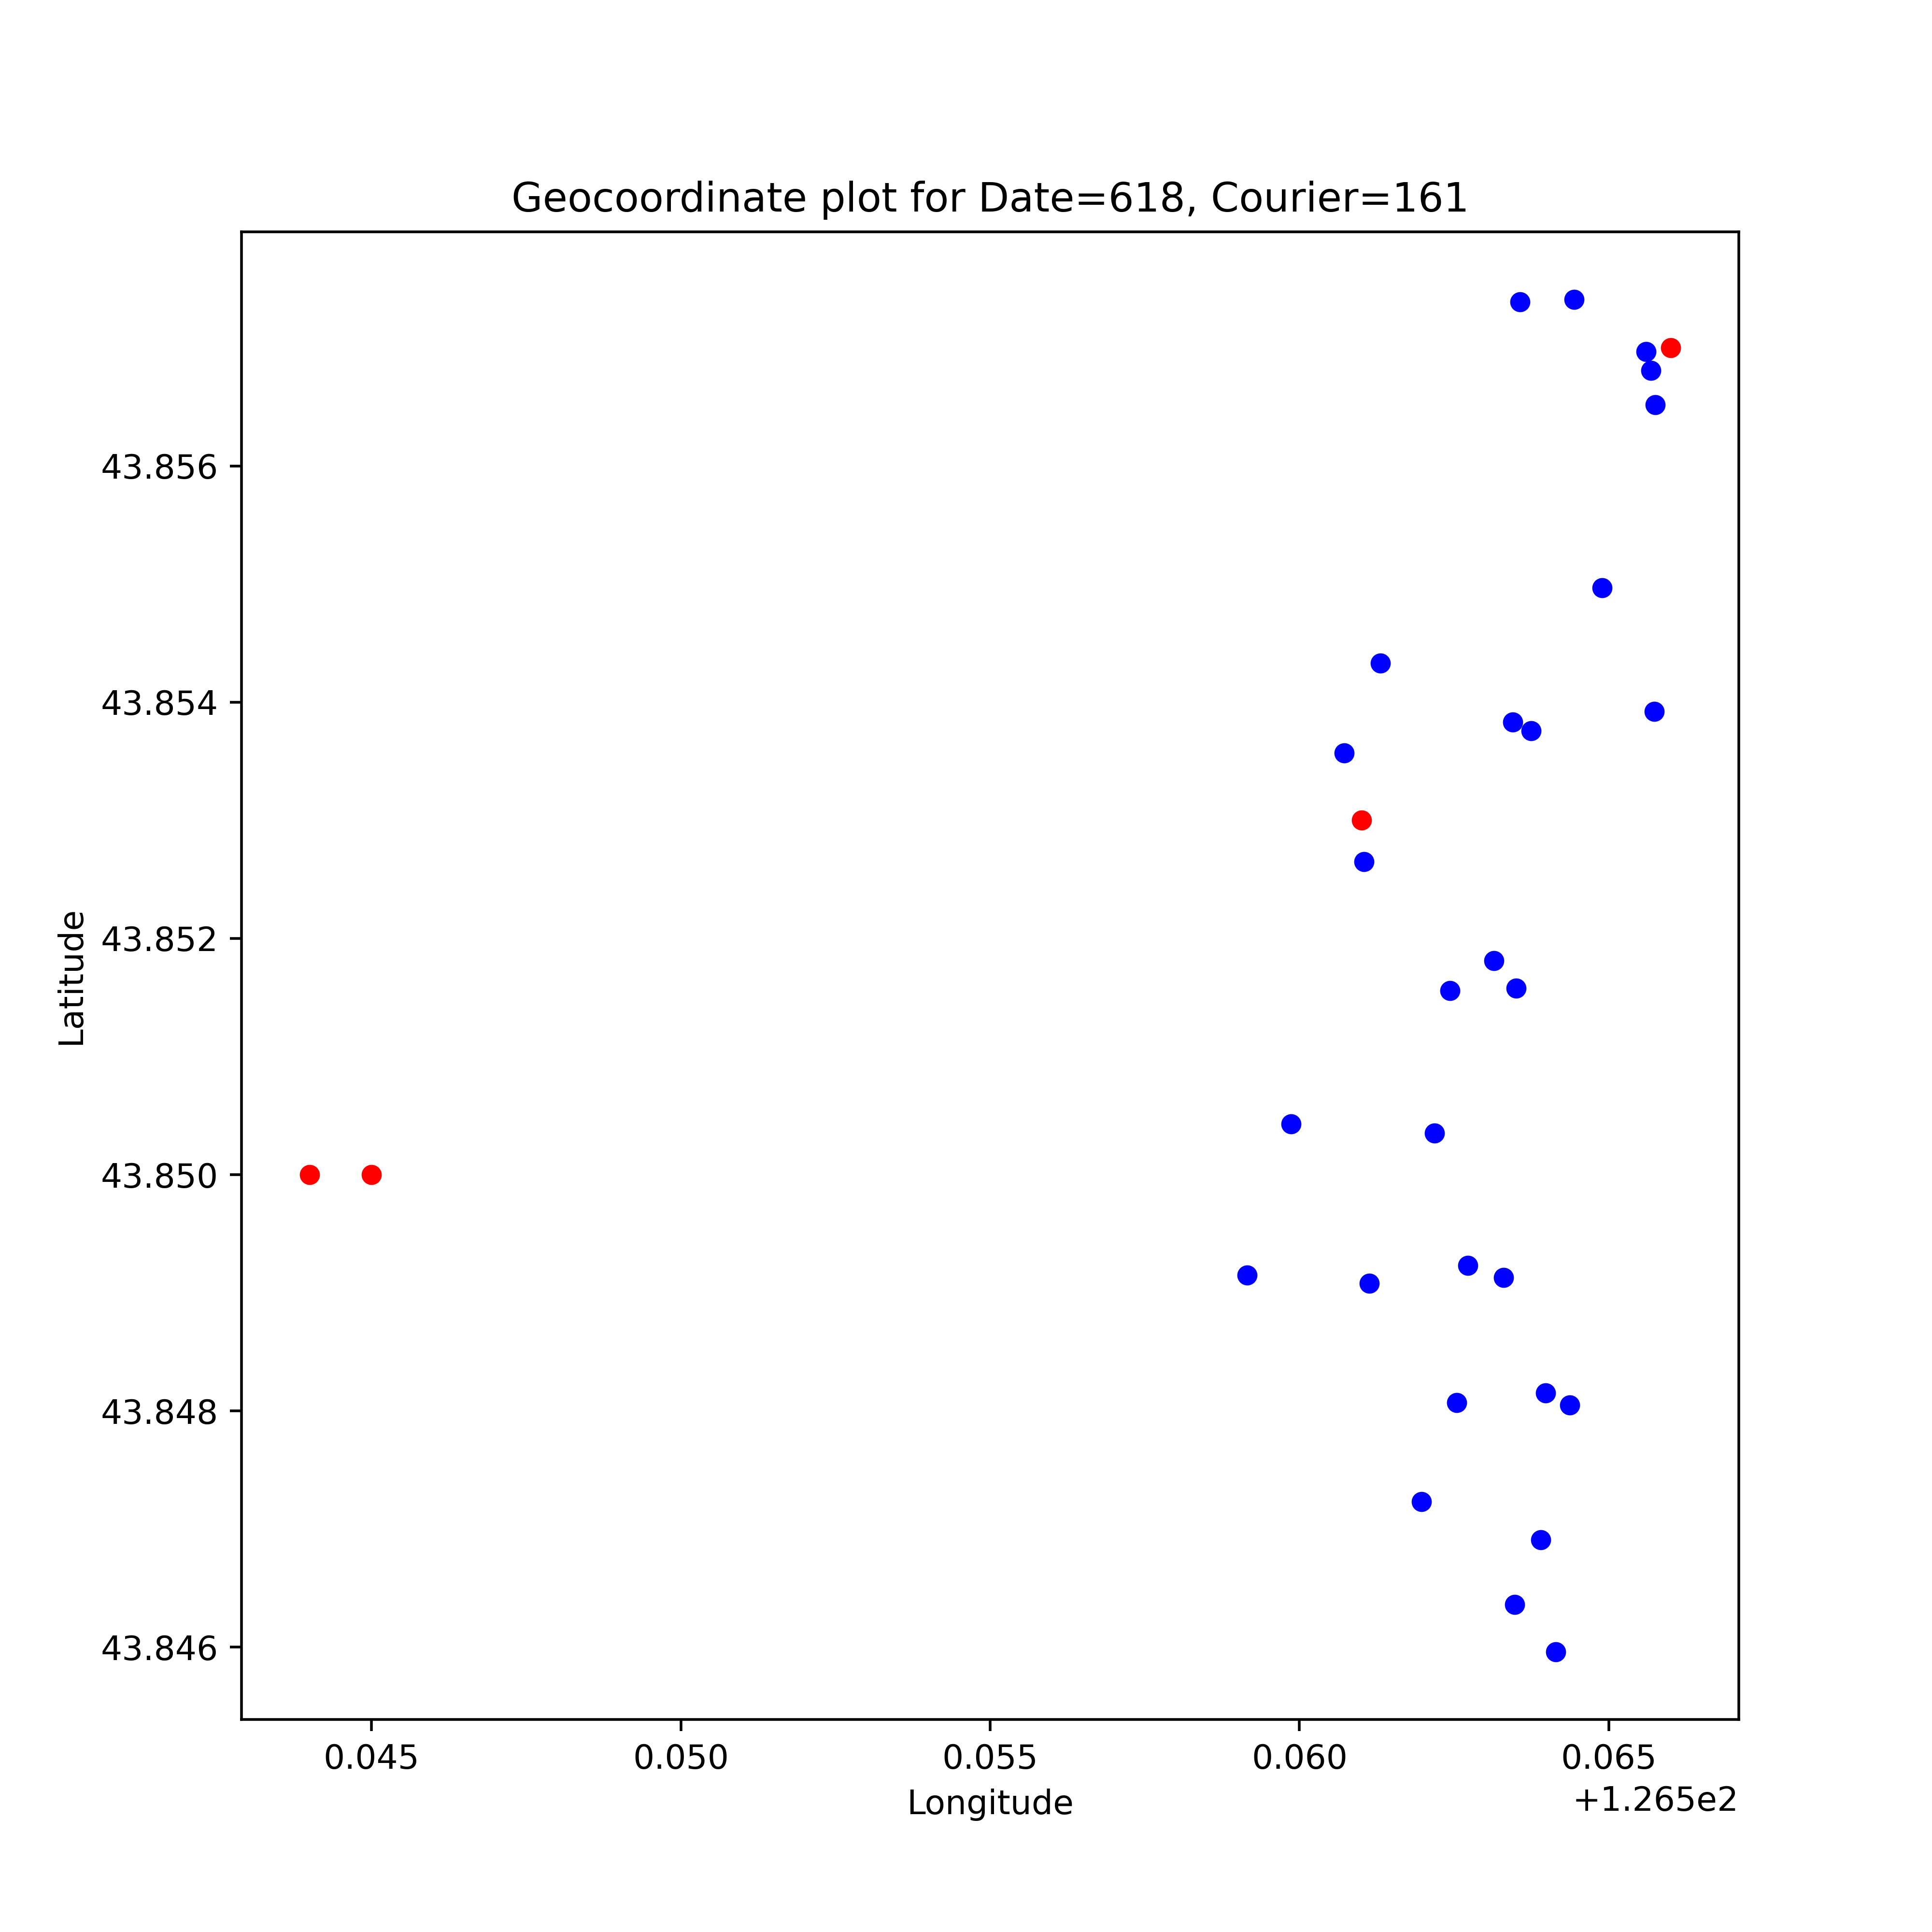 Geocoordinate plot for Date=618, Courier=161
Latitude
43.856
43.854
43.852
43.850
43.848
43.846
0.045 0.050 0.055 0.060 0.065
Longitude
+1.265e2